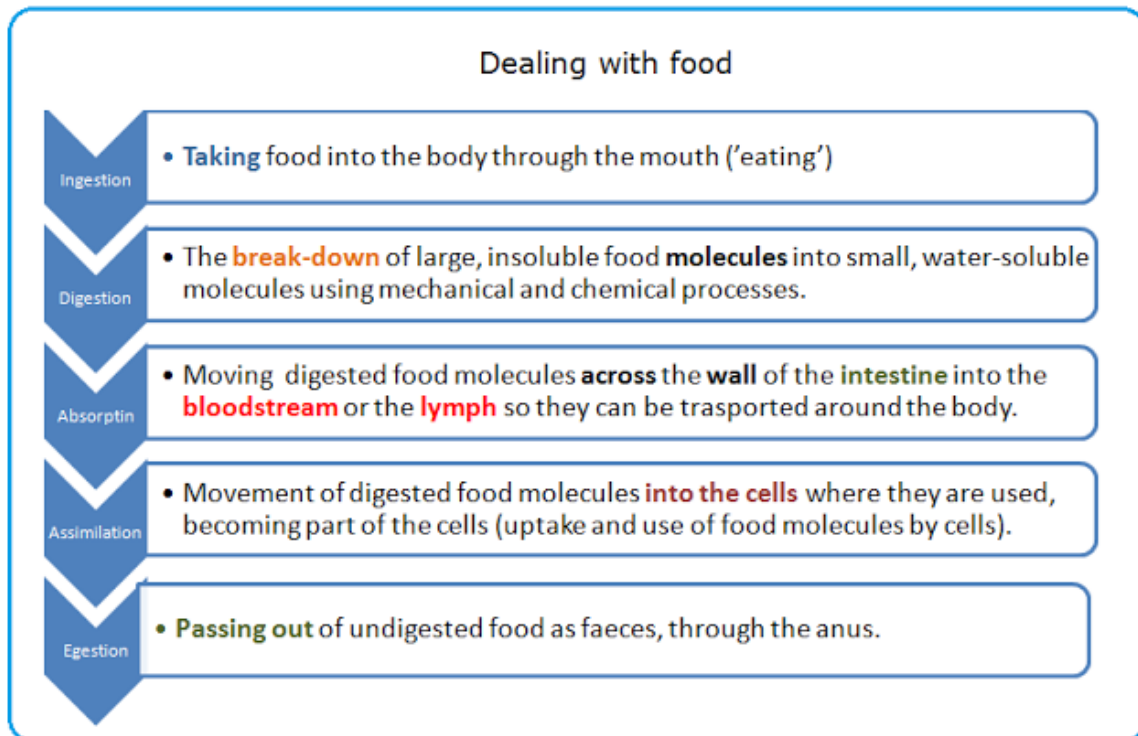 Dealing with food
Ingestion
• Taking food into the body through the mouth ('eating')
Digestion
• The break-down of large, insoluble food molecules into small, water-soluble
molecules using mechanical and chemical processes.
Absorptin
• Moving digested food molecules across the wall of the intestine into the
bloodstream or the lymph so they can be trasported around the body.
Assimilation
• Movement of digested food molecules into the cells where they are used,
becoming part of the cells (uptake and use of food molecules by cells).
Egestion
• Passing out of undigested food as faeces, through the anus.